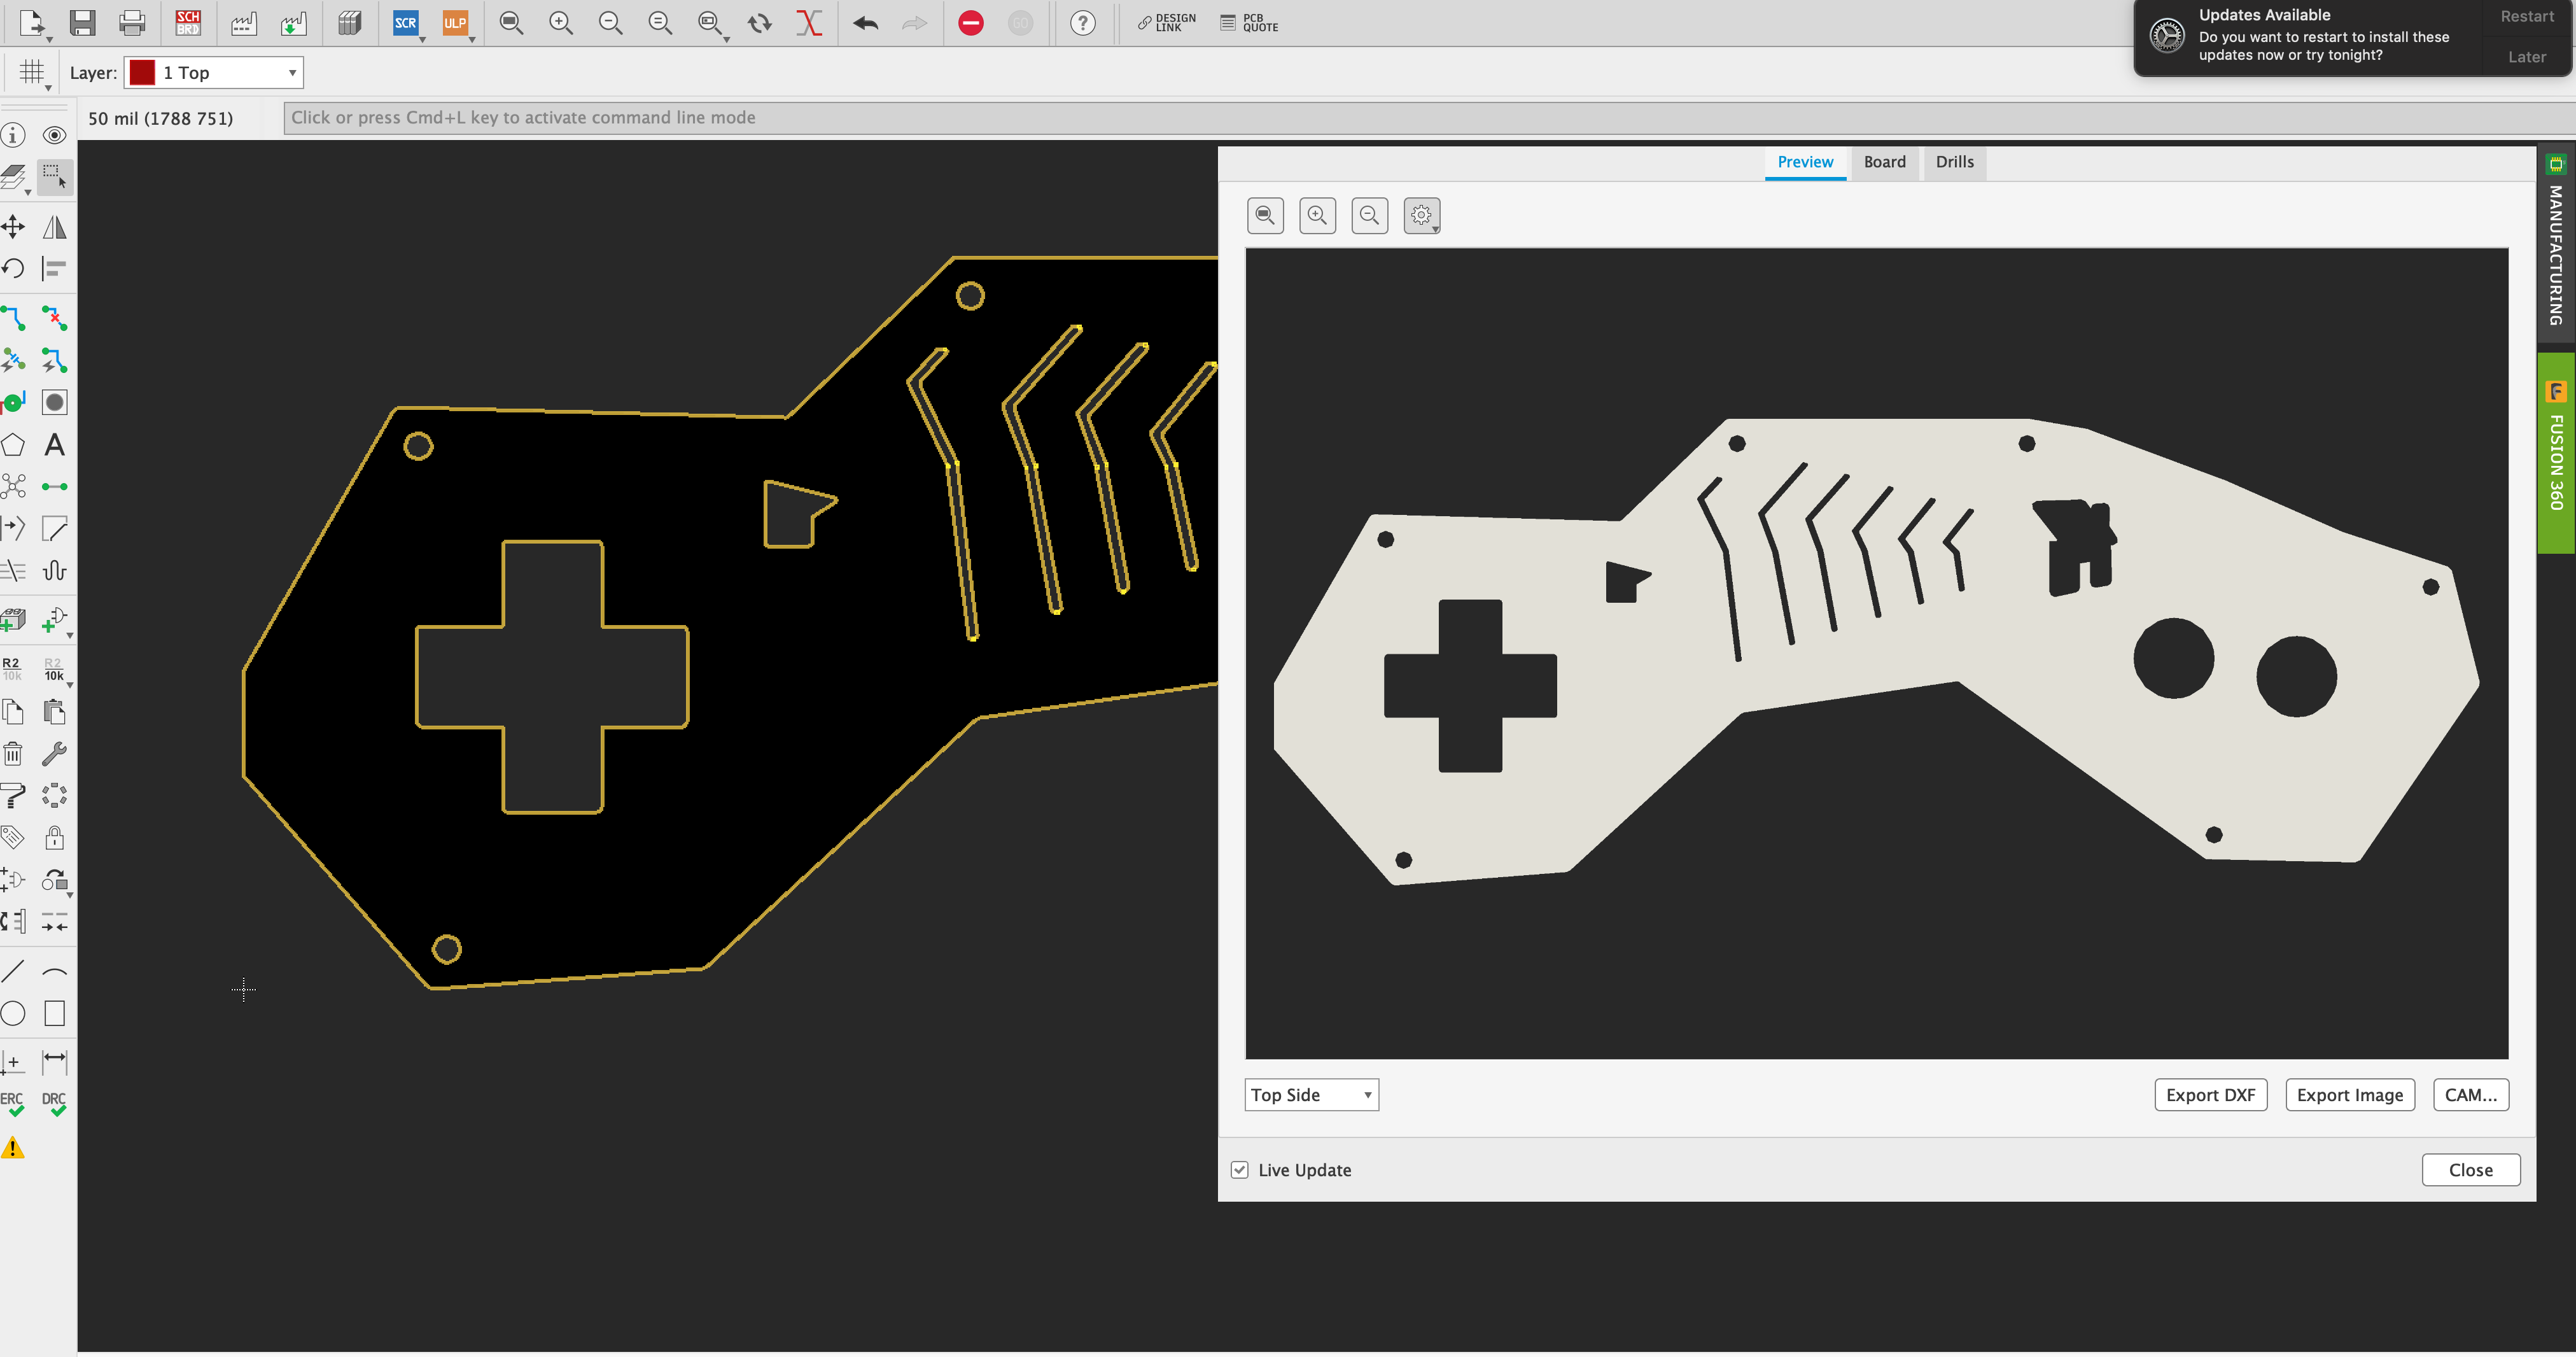 SCH
BRD
SCR
ULP
GO
?
DESIGN
LINK
PCB
QUOTE
Updates Available
Do you want to restart to install these
updates now or try tonight?
Restart
Later
Layer:
1 Top
50 mil (1788 751)
Click or press Cmd+L key to activate command line mode
Preview
Board
Drills
MANUFACTURING
F
FUSION 360
i
A
R2
10k
R2
10k
ERC
DRC
!
Top Side
Export DXF
Export Image
CAM...
Live Update
Close